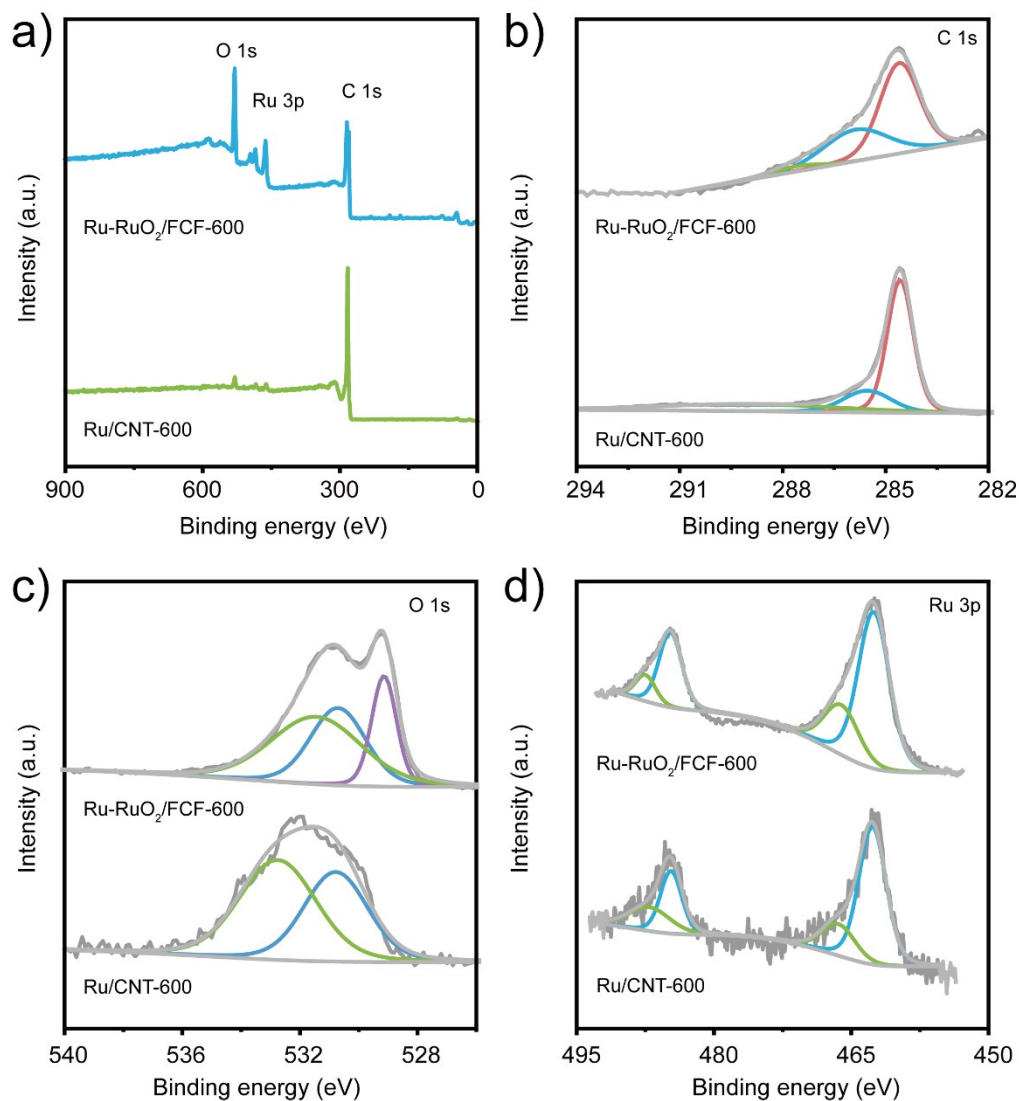 a)
O 1s
Ru 3p
C 1s
Ru-RuO₂/FCF-600
Ru/CNT-600
Intensity (a.u.)
900 600 300 0
Binding energy (eV)
b)
C 1s
Ru-RuO₂/FCF-600
Ru/CNT-600
Intensity (a.u.)
294 291 288 285 282
Binding energy (eV)
c)
O 1s
Ru-RuO₂/FCF-600
Ru/CNT-600
Intensity (a.u.)
540 536 532 528
Binding energy (eV)
d)
Ru 3p
Ru-RuO₂/FCF-600
Ru/CNT-600
Intensity (a.u.)
495 480 465 450
Binding energy (eV)